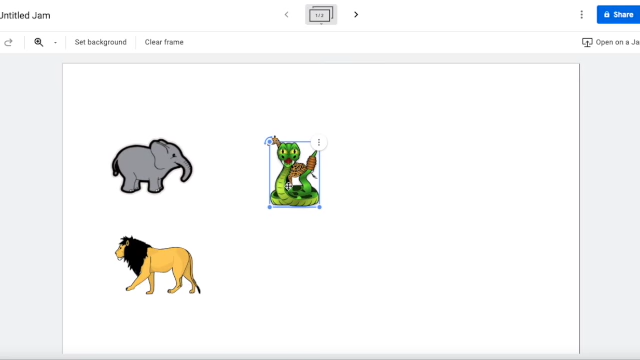 Untitled Jam
1 / 2
Share
Set background
Clear frame
Open on a Ja